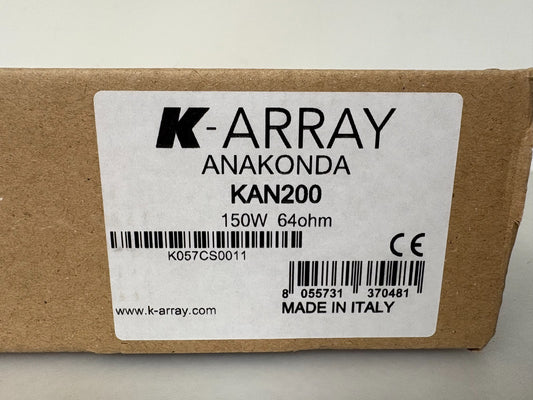 K-ARRAY
ANAKONDA
KAN200
150W 64ohm
K057CS0011
CE
8 055731 370481
www.k-array.com
MADE IN ITALY